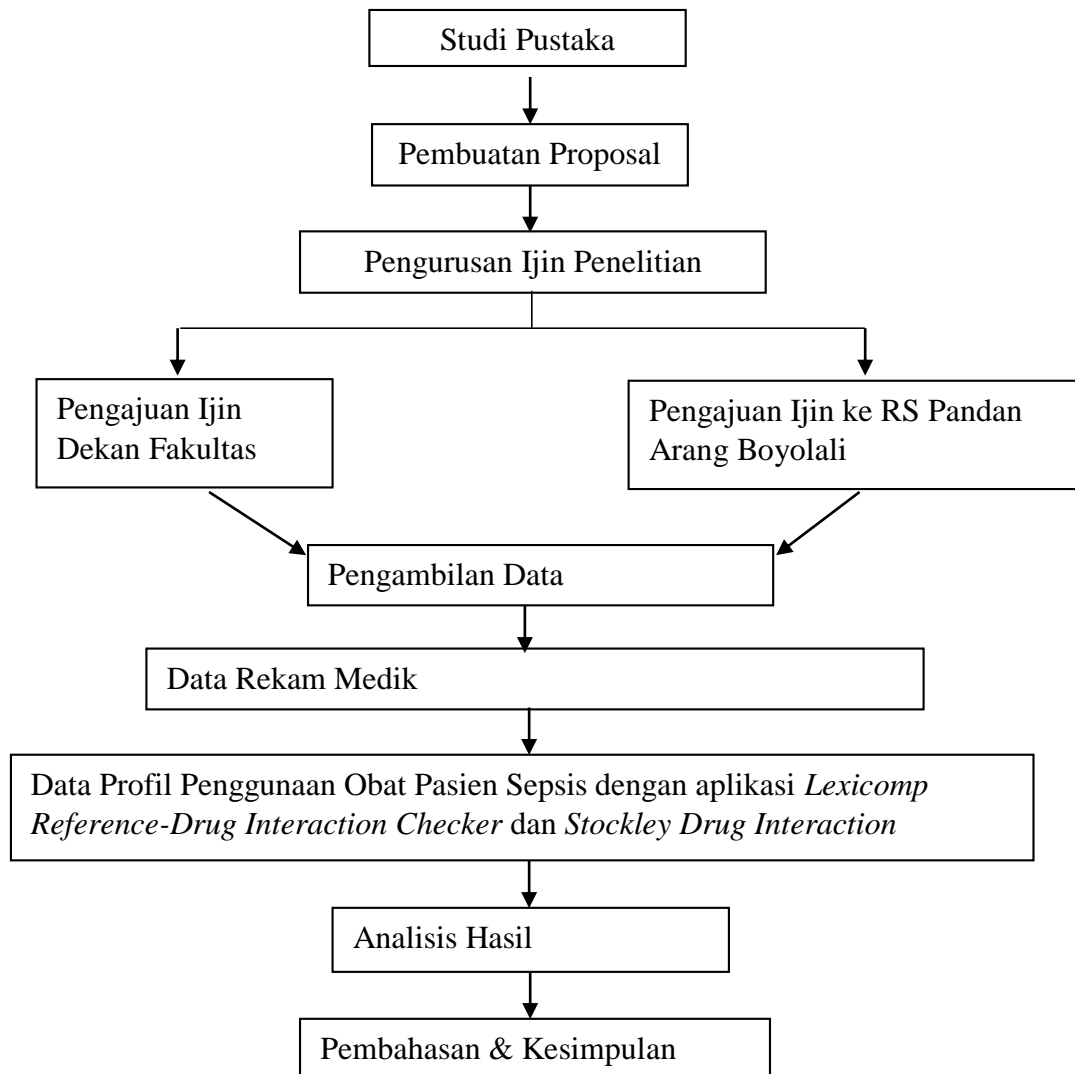 Studi Pustaka
Pembuatan Proposal
Pengurusan Ijin Penelitian
Pengajuan Ijin
Dekan Fakultas
Pengajuan Ijin ke RS Pandan
Arang Boyolali
Pengambilan Data
Data Rekam Medik
Data Profil Penggunaan Obat Pasien Sepsis dengan aplikasi Lexicomp
Reference-Drug Interaction Checker dan Stockley Drug Interaction
Analisis Hasil
Pembahasan & Kesimpulan